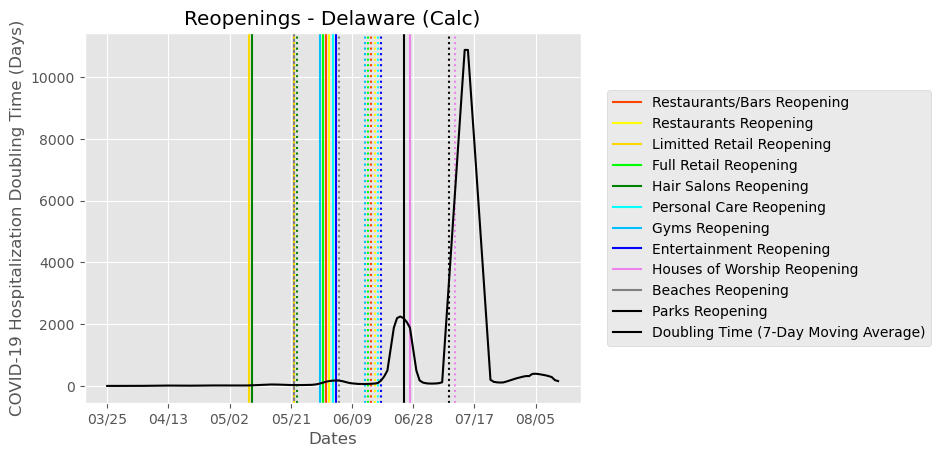 Reopenings - Delaware (Calc)
COVID-19 Hospitalization Doubling Time (Days)
10000
8000
6000
4000
2000
0
03/25 04/13 05/02 05/21 06/09 06/28 07/17 08/05
Dates
Restaurants/Bars Reopening
Restaurants Reopening
Limitted Retail Reopening
Full Retail Reopening
Hair Salons Reopening
Personal Care Reopening
Gyms Reopening
Entertainment Reopening
Houses of Worship Reopening
Beaches Reopening
Parks Reopening
Doubling Time (7-Day Moving Average)